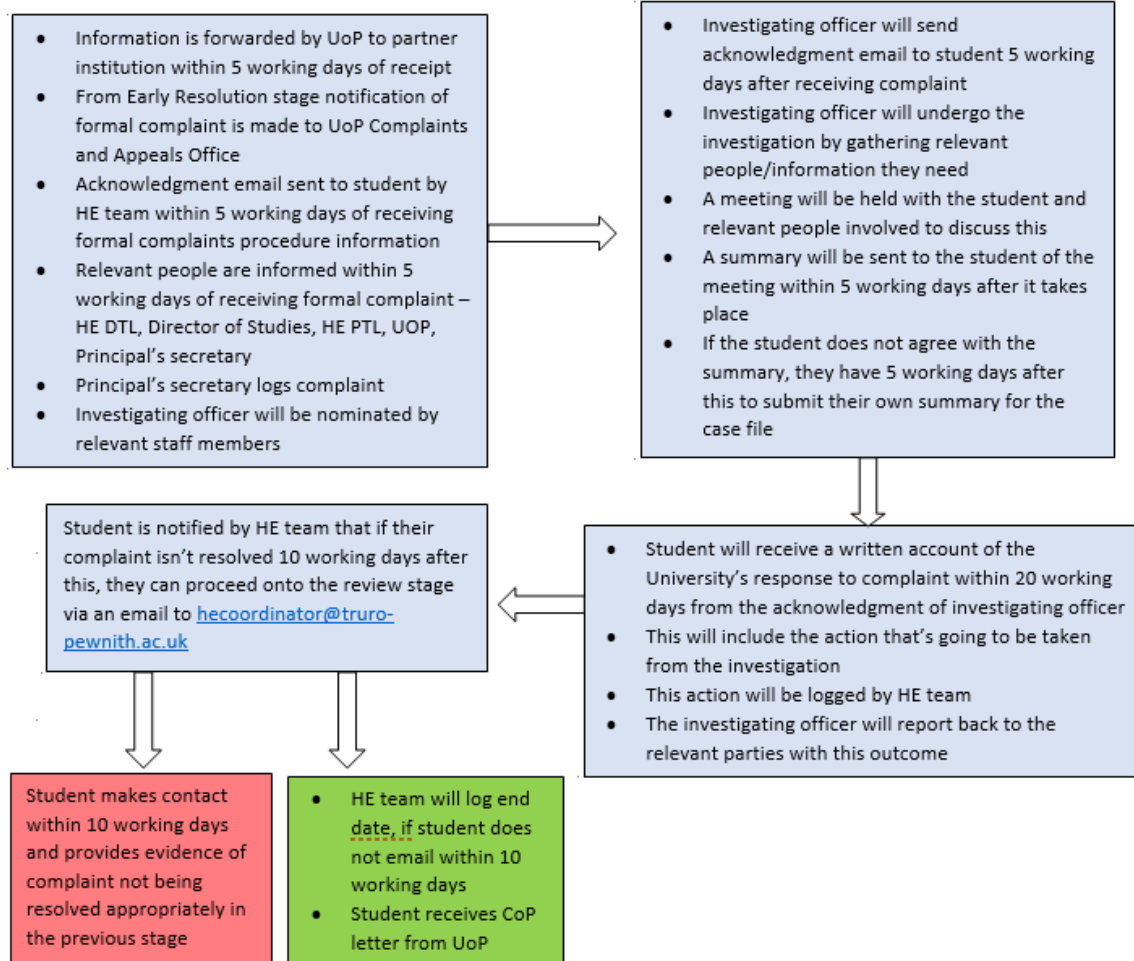 • Information is forwarded by UoP to partner
institution within 5 working days of receipt
• From Early Resolution stage notification of
formal complaint is made to UoP Complaints
and Appeals Office
• Acknowledgment email sent to student by
HE team within 5 working days of receiving
formal complaints procedure information
• Relevant people are informed within 5
working days of receiving formal complaint –
HE DTL, Director of Studies, HE PTL, UOP,
Principal’s secretary
• Principal’s secretary logs complaint
• Investigating officer will be nominated by
relevant staff members
• Investigating officer will send
acknowledgment email to student 5 working
days after receiving complaint
• Investigating officer will undergo the
investigation by gathering relevant
people/information they need
• A meeting will be held with the student and
relevant people involved to discuss this
• A summary will be sent to the student of the
meeting within 5 working days after it takes
place
• If the student does not agree with the
summary, they have 5 working days after
this to submit their own summary for the
case file
• Student will receive a written account of the
University’s response to complaint within 20 working
days from the acknowledgment of investigating officer
• This will include the action that’s going to be taken
from the investigation
• This action will be logged by HE team
• The investigating officer will report back to the
relevant parties with this outcome
Student is notified by HE team that if their
complaint isn’t resolved 10 working days after
this, they can proceed onto the review stage
via an email to hecoordinator@truro-
pewnith.ac.uk
Student makes contact
within 10 working days
and provides evidence of
complaint not being
resolved appropriately in
the previous stage
• HE team will log end
date, if student does
not email within 10
working days
• Student receives CoP
letter from UoP